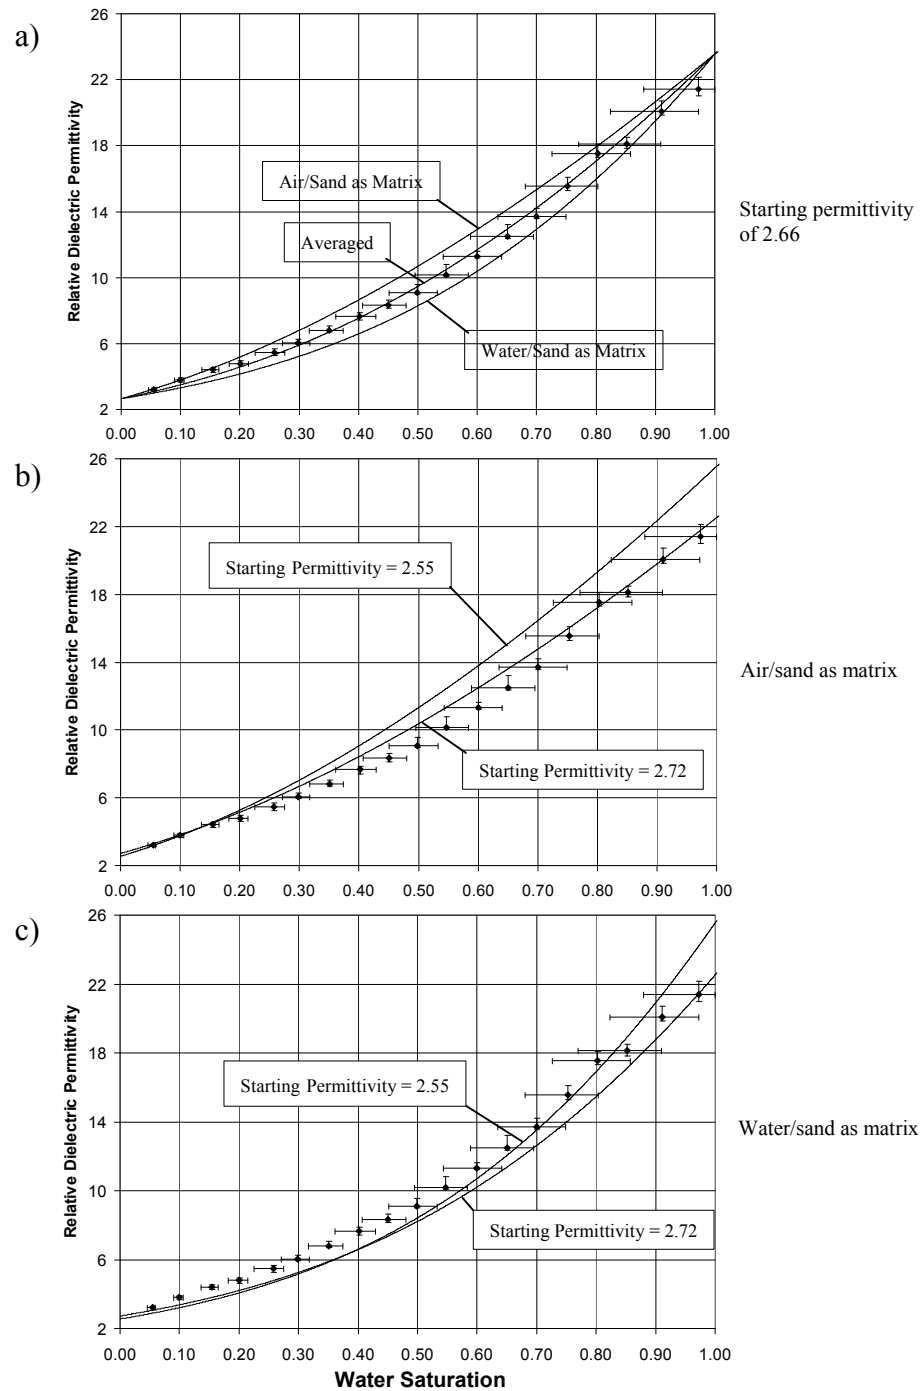 a)
Relative Dielectric Permittivity
26
22
18
14
10
6
2
Air/Sand as Matrix
Averaged
Water/Sand as Matrix
Starting permittivity
of 2.66
0.00 0.10 0.20 0.30 0.40 0.50 0.60 0.70 0.80 0.90 1.00
b)
Relative Dielectric Permittivity
26
22
18
14
10
6
2
Starting Permittivity = 2.55
Starting Permittivity = 2.72
Air/sand as matrix
0.00 0.10 0.20 0.30 0.40 0.50 0.60 0.70 0.80 0.90 1.00
c)
Relative Dielectric Permittivity
26
22
18
14
10
6
2
Starting Permittivity = 2.55
Starting Permittivity = 2.72
Water/sand as matrix
0.00 0.10 0.20 0.30 0.40 0.50 0.60 0.70 0.80 0.90 1.00
Water Saturation